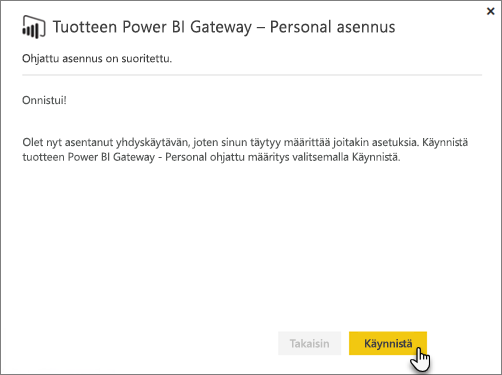 Tuotteen Power BI Gateway – Personal asennus
Ohjattu asennus on suoritettu.
Onnistui!
Olet nyt asentanut yhdyskäytävän, joten sinun täytyy määrittää joitakin asetuksia. Käynnistä
tuotteen Power BI Gateway - Personal ohjattu määritys valitsemalla Käynnistä.
Takaisin
Käynnistä